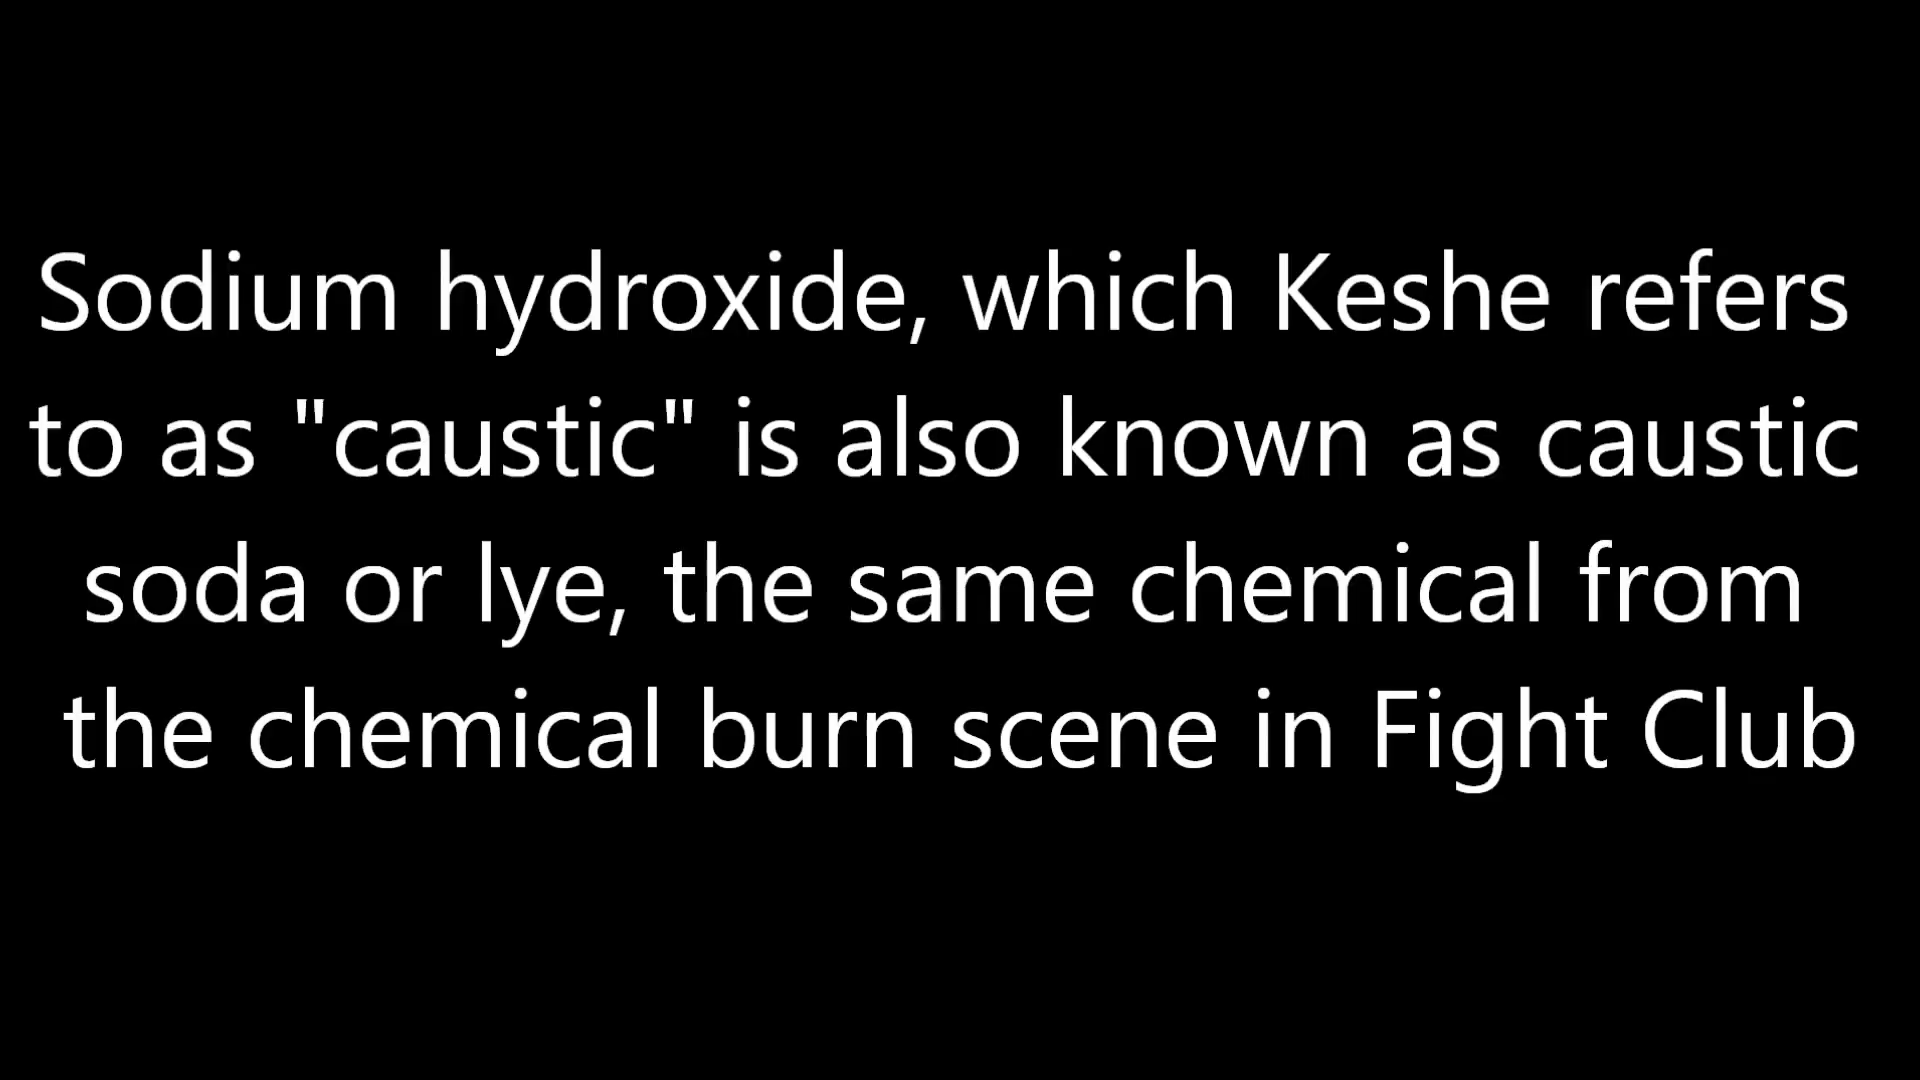 Sodium hydroxide, which Keshe refers
to as "caustic" is also known as caustic
soda or lye, the same chemical from
the chemical burn scene in Fight Club